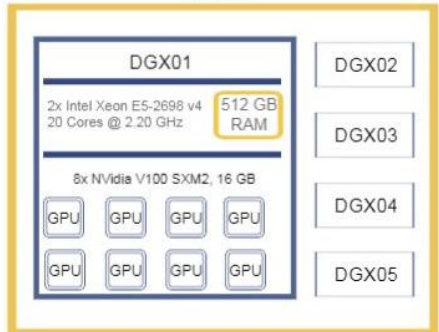 DGX01
2x Intel Xeon E5-2698 v4
20 Cores @ 2.20 GHz
512 GB
RAM
8x NVidia V100 SXM2, 16 GB
GPU GPU GPU GPU
GPU GPU GPU GPU
DGX02
DGX03
DGX04
DGX05